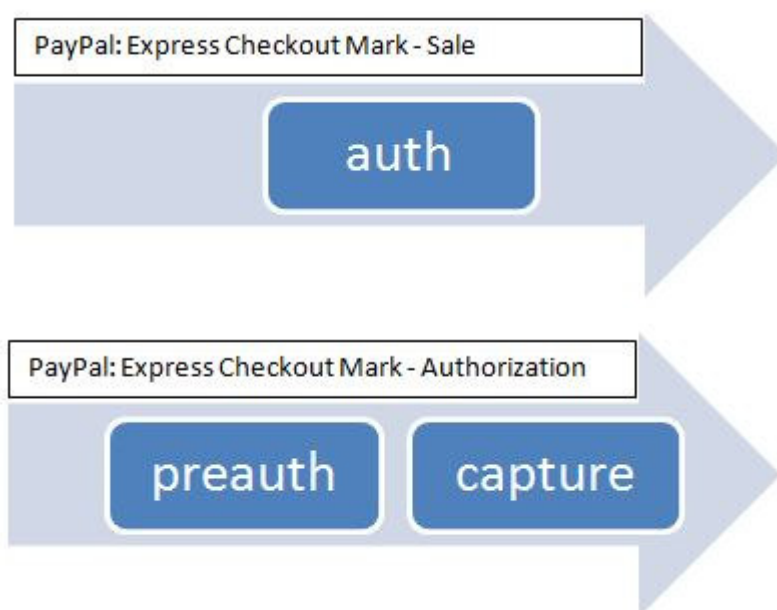 PayPal: Express Checkout Mark - Sale
auth
PayPal: Express Checkout Mark - Authorization
preauth capture